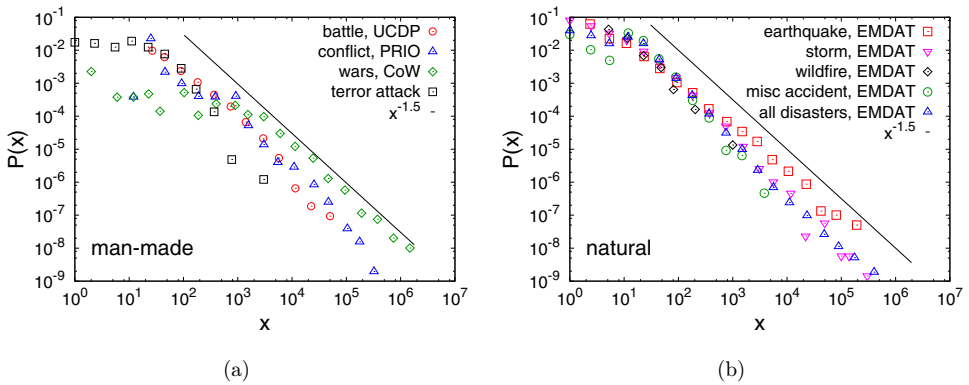 P(x)
10^0
10^-1
10^-2
10^-3
10^-4
10^-5
10^-6
10^-7
10^-8
10^-9
battle, UCDP
conflict, PRIO
wars, CoW
terror attack
x^-1.5
man-made
10^0 10^1 10^2 10^3 10^4 10^5 10^6 10^7
x
(a)
P(x)
10^0
10^-1
10^-2
10^-3
10^-4
10^-5
10^-6
10^-7
10^-8
10^-9
earthquake, EMDAT
storm, EMDAT
wildfire, EMDAT
misc accident, EMDAT
all disasters, EMDAT
x^-1.5
natural
10^0 10^1 10^2 10^3 10^4 10^5 10^6 10^7
x
(b)